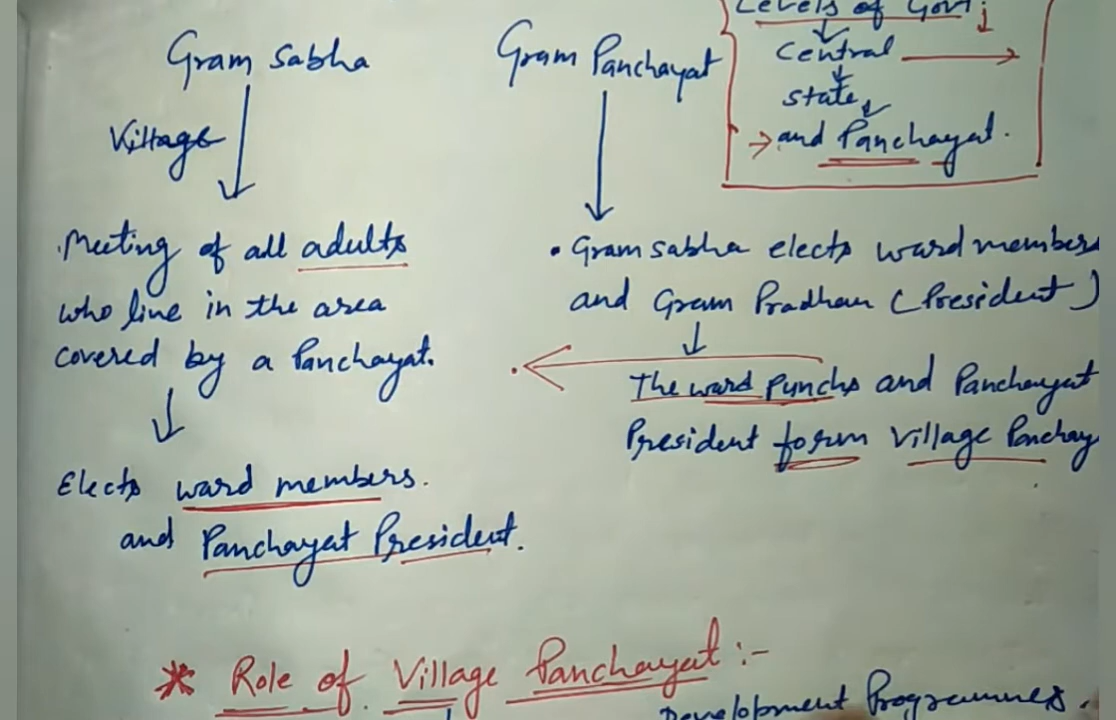 Levels of Govt:
Central
state
and Panchayat.
Gram Sabha
Village
Meeting of all adults
who line in the area
covered by a Panchayat.
Elects ward members.
and Panchayat President.
Gram Panchayat
• Gram sabha elects ward members
and Gram Pradhan (President)
The ward Punchs and Panchayat
President form Village Panchay
* Role of Village Panchayat :-
Development Programmes.